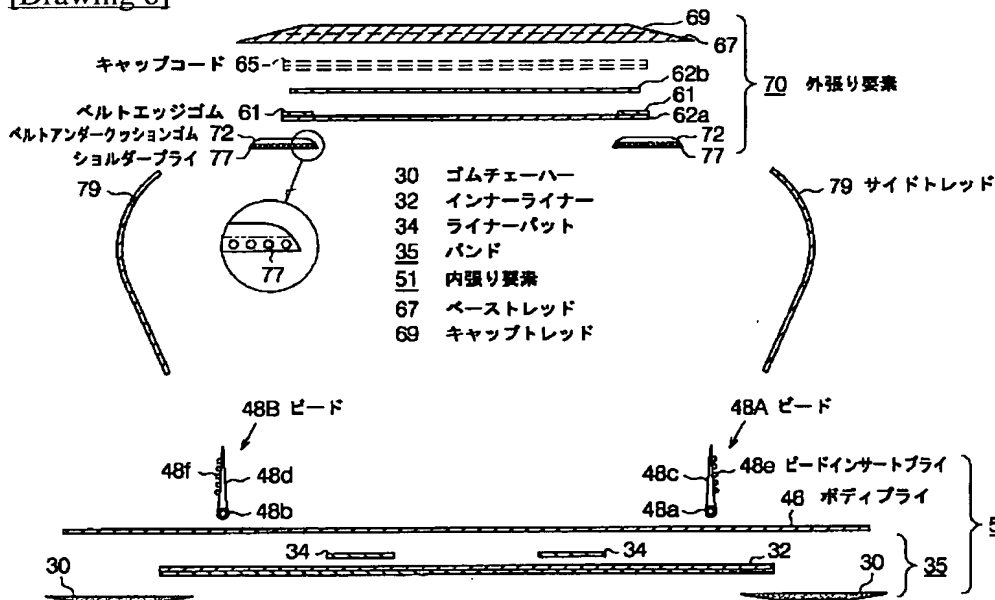 [Drawing 6]
69
67
キャップコード 65
62b
70 外張り要素
ベルトエッジゴム 61
61
62a
ベルトアンダークッションゴム 72
72
ショルダープライ 77
77
79
79 サイドトレッド
30 ゴムチェーハー
32 インナーライナー
34 ライナーパット
35 バンド
51 内張り要素
67 ベーストレッド
69 キャップトレッド
77
48B ビード
48A ビード
48f
48d
48c
48e ビードインサートプライ
48b
48a
48 ボディプライ
34
34
32
30
30
35